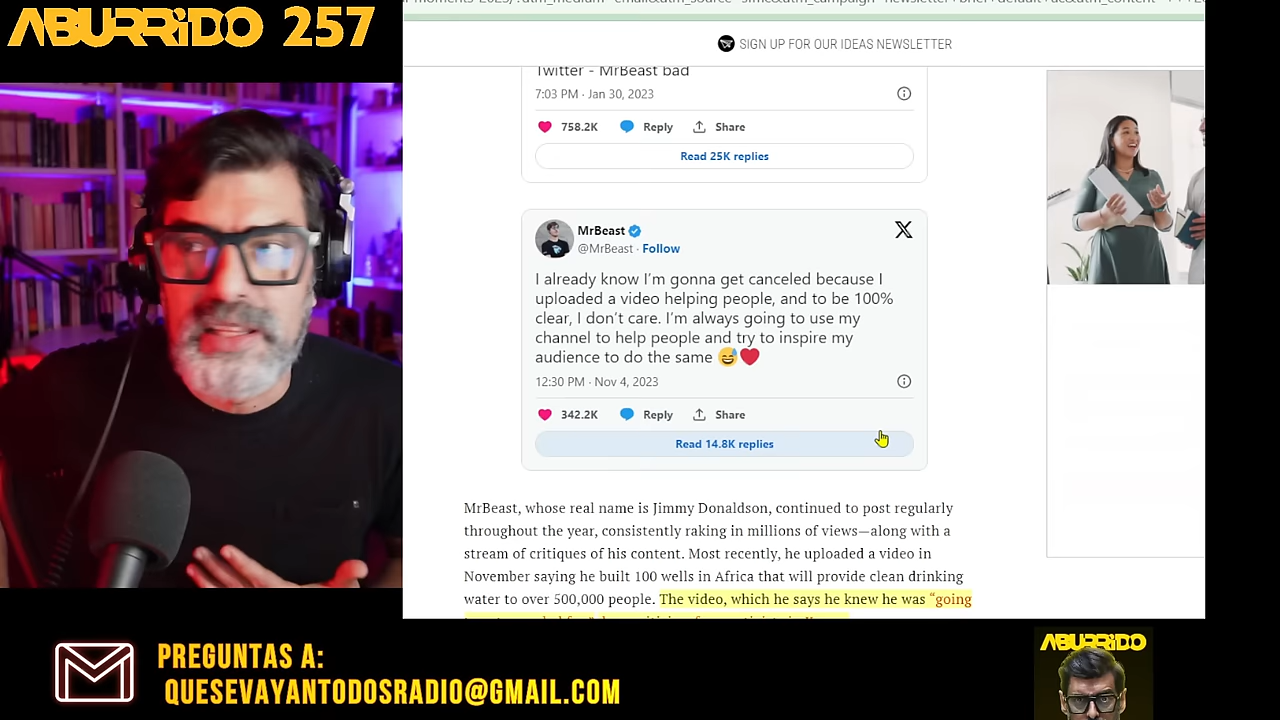 ABURRiDO 257
SIGN UP FOR OUR IDEAS NEWSLETTER
Twitter - MrBeast bad
7:03 PM · Jan 30, 2023
758.2K Reply Share
Read 25K replies
MrBeast
@MrBeast · Follow
I already know I'm gonna get canceled because I
uploaded a video helping people, and to be 100%
clear, I don't care. I'm always going to use my
channel to help people and try to inspire my
audience to do the same 😅❤️
12:30 PM · Nov 4, 2023
342.2K Reply Share
Read 14.8K replies
MrBeast, whose real name is Jimmy Donaldson, continued to post regularly
throughout the year, consistently raking in millions of views—along with a
stream of critiques of his content. Most recently, he uploaded a video in
November saying he built 100 wells in Africa that will provide clean drinking
water to over 500,000 people. The video, which he says he knew he was “going
PREGUNTAS A:
QUESEVAYANTODOSRADIO@GMAIL.COM
ABURRiDO